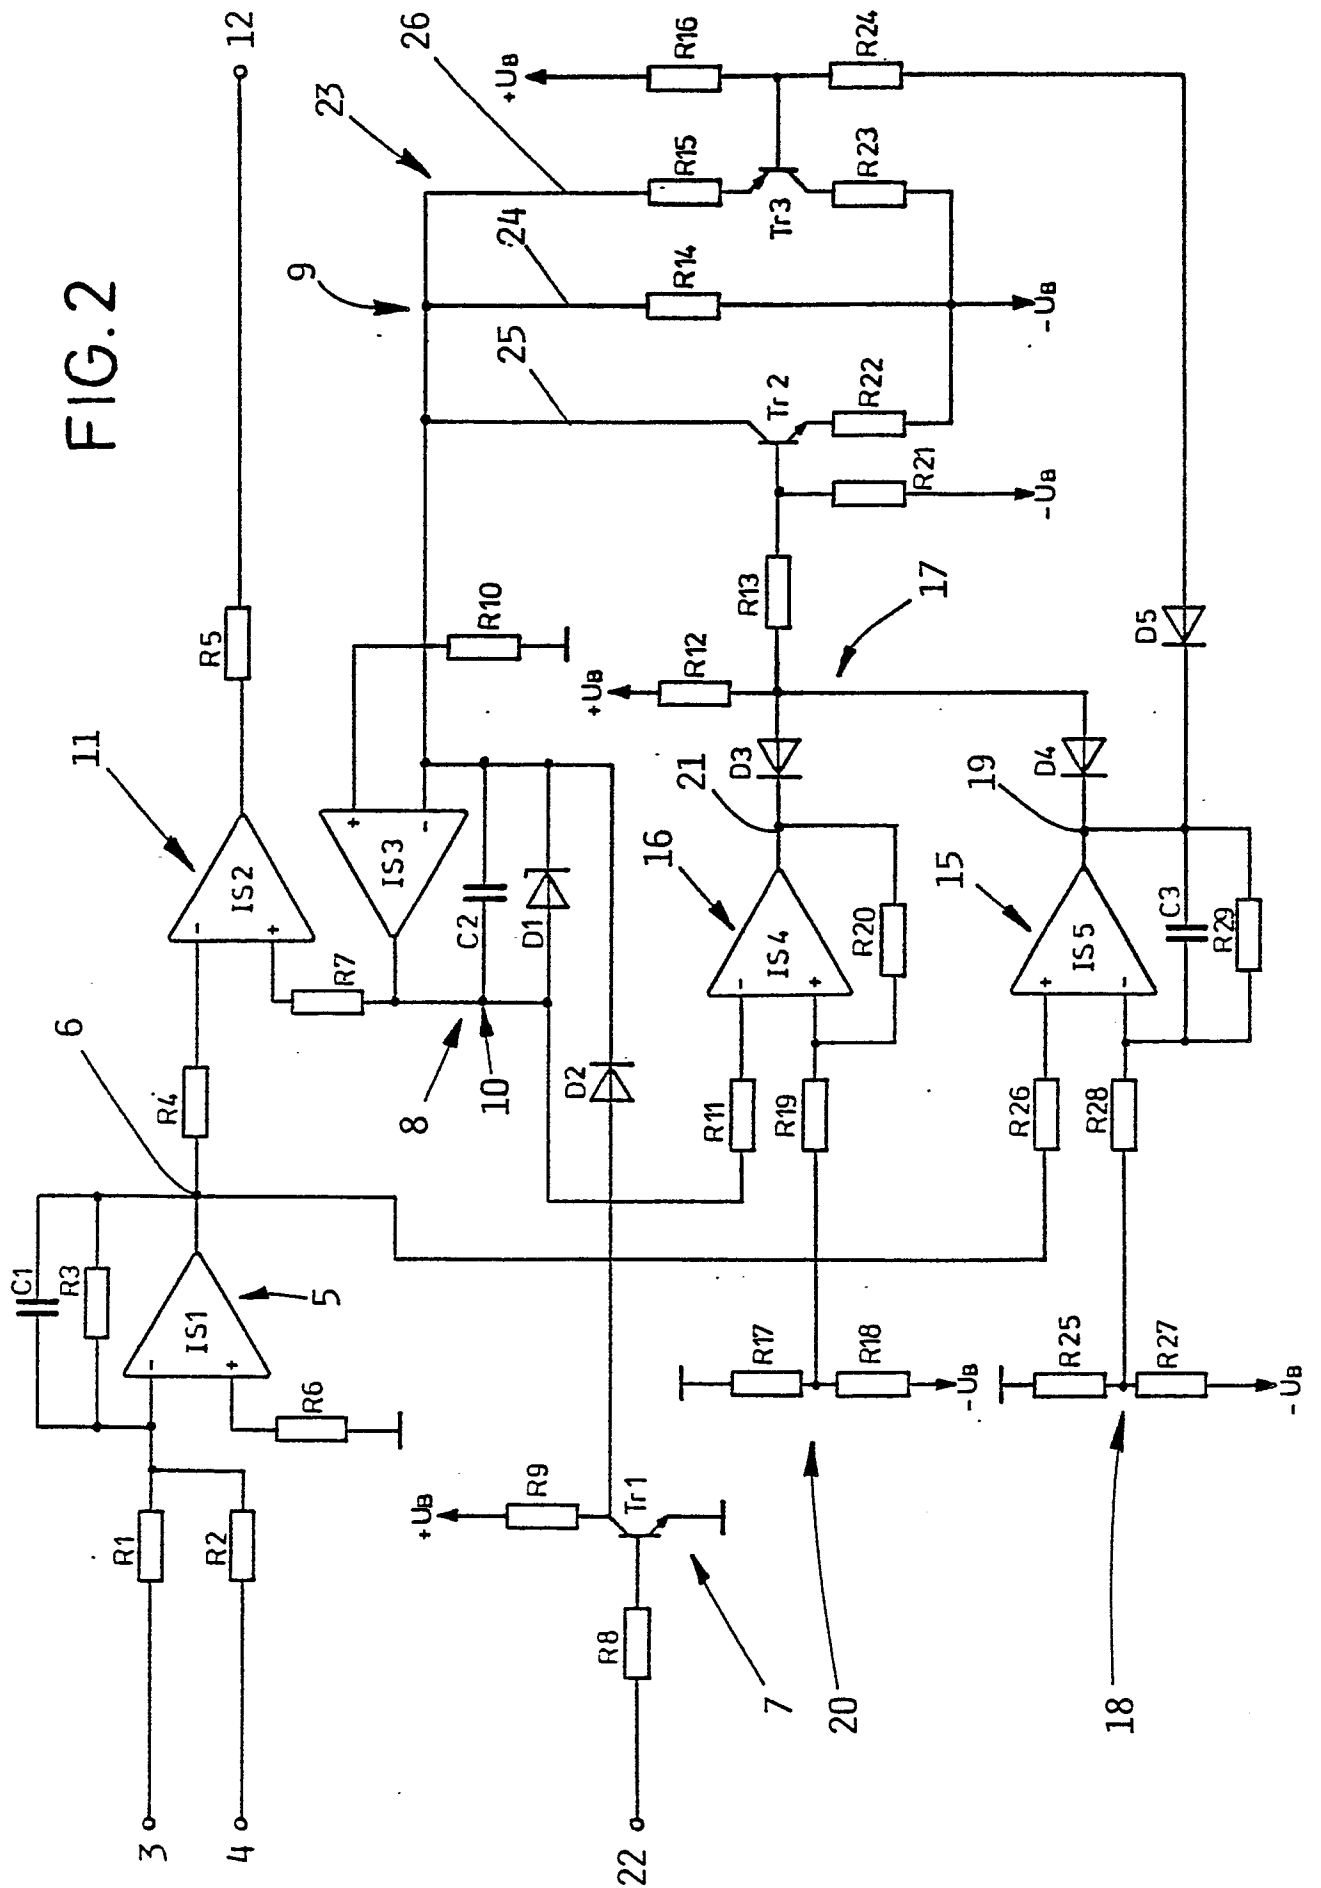 FIG. 2
12
26
23
9
24
25
11
6
R5
R16
R24
+UB
R15
R23
Tr3
R14
-UB
R22
Tr2
R21
-UB
R13
17
R12
+UB
R10
D5
D4
D3
21
19
16
15
IS2
-
+
IS3
+
-
R7
R4
C2
D1
8
10
D2
IS4
-
+
R20
IS5
+
-
C3
R29
R11
R19
R26
R28
C1
R3
IS1
-
+
5
R6
R17
R18
-UB
R25
R27
-UB
R1
R2
+UB
R9
Tr1
R8
7
20
18
3
4
22